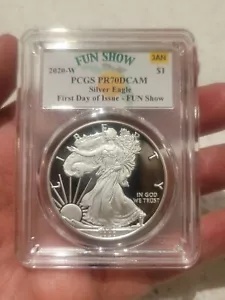 FUN SHOW
JAN
2020-W $1
PCGS PR70DCAM
Silver Eagle
First Day of Issue - FUN Show
LIBERTY
IN GOD
WE TRUST